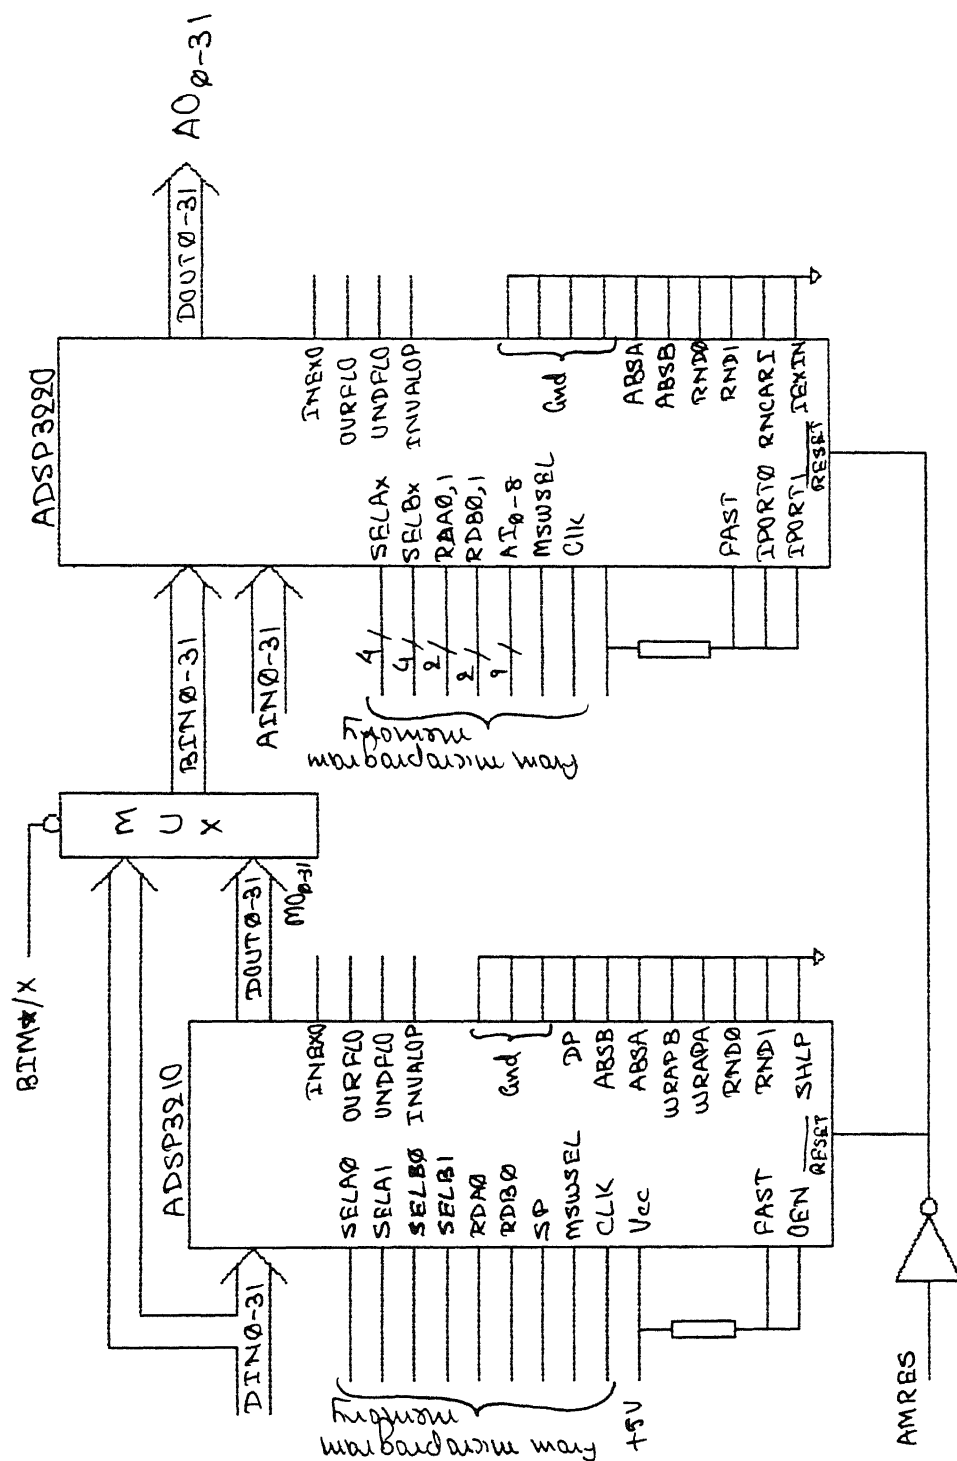 BIM*/X
ADSP3210
DIN0-31
DOUT0-31
MO0-31
SELA0
SELA1
SELB0
SELB1
RDA0
RDB0
SP
MSWSEL
CLK
Vcc
FAST
OEN
RESET
INEXO
OVRFLO
UNDFLO
INVALOP
Gnd
DP
ABSB
ABSA
WRAPB
WRAPA
RND0
RND1
SHLP
From microprogram
memory
+5V
AMRES
M
U
X
BIN0-31
AIN0-31
ADSP3220
DOUT0-31
AO0-31
SELAx
SELBx
RDA0,1
RDB0,1
AI0-8
MSWSEL
Clk
FAST
IPORT0
IPORT1
RESET
4
4
2
2
9
From microprogram
memory
INEXO
OVRFLO
UNDFLO
INVALOP
Gnd
ABSA
ABSB
RND0
RND1
RNCARI
IEXIN